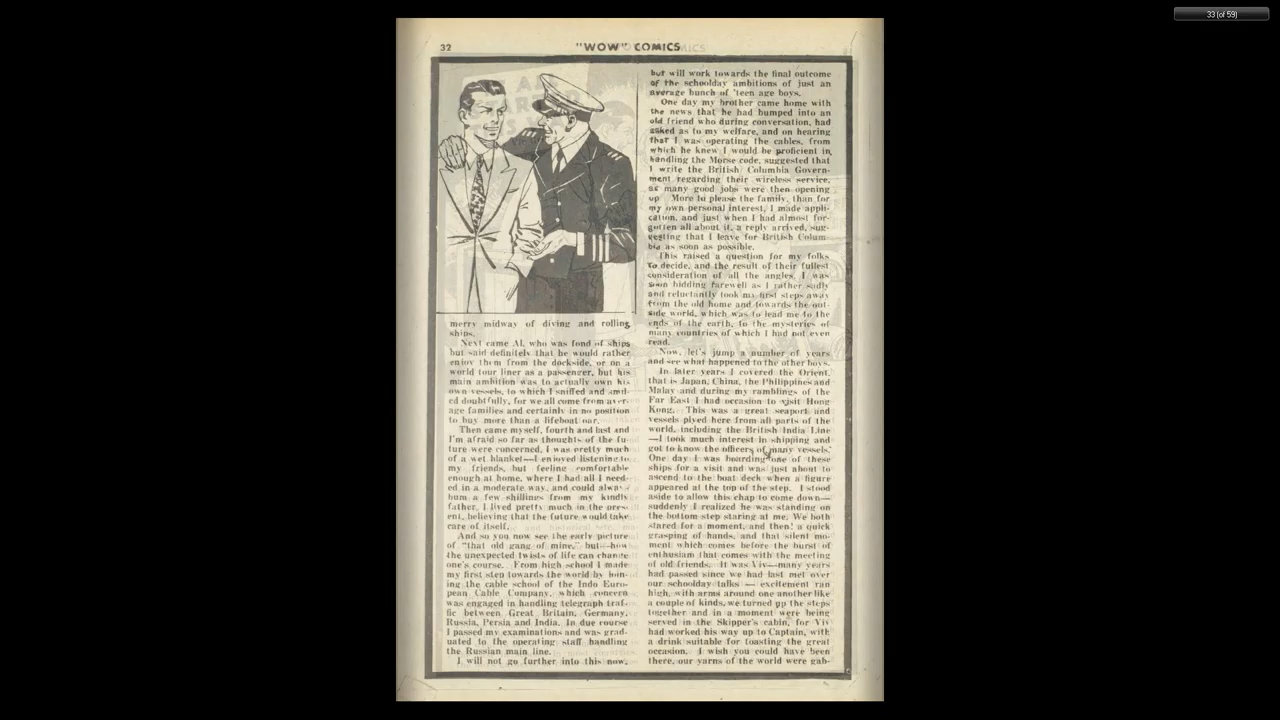 33 (of 59)
32
"WOW" COMICS
merry midway of diving and rolling
ships.
Next came Al, who was fond of ships
but said definitely that he would rather
enjoy them from the dockside, or on a
world tour liner as a passenger, but his
main ambition was to actually own his
own vessels, to which I sniffed and smil-
ed doubtfully, for we all come from aver-
age families and certainly in no position
to buy more than a lifeboat oar.
Then came myself, fourth and last and
I'm afraid so far as thoughts of the fu-
ture were concerned, I was pretty much
of a wet blanket—I enjoyed listening to
my friends, but feeling comfortable
enough at home, where I had all I need-
ed in a moderate way, and could always
bum a few shillings from my kindly
father, I lived pretty much in the pres-
ent, believing that the future would take
care of itself.
And so you now see the early picture
of "that old gang of mine," but—how
the unexpected twists of life can change
one's course. From high school I made
my first step towards the world by join-
ing the cable school of the Indo Euro-
pean Cable Company, which concern
was engaged in handling telegraph traf-
fic between Great Britain, Germany,
Russia, Persia and India. In due course
I passed my examinations and was grad-
uated to the operating staff handling
the Russian main line.
I will not go further into this now,
but will work towards the final outcome
of the schoolday ambitions of just an
average bunch of 'teen age boys.
One day my brother came home with
the news that he had bumped into an
old friend who during conversation, had
asked as to my welfare, and on hearing
that I was operating the cables, from
which he knew I would be proficient in
handling the Morse code, suggested that
I write the British Columbia Govern-
ment regarding their wireless service,
as many good jobs were then opening
up. More to please the family, than for
my own personal interest, I made appli-
cation, and just when I had almost for-
gotten all about it, a reply arrived, sug-
gesting that I leave for British Colum-
bia as soon as possible.
This raised a question for my folks
to decide, and the result of their fullest
consideration of all the angles, I was
soon bidding farewell as I rather sadly
and reluctantly took my first steps away
from the old home and towards the out-
side world, which was to lead me to the
ends of the earth, to the mysteries of
many countries of which I had not even
read.
Now, let's jump a number of years
and see what happened to the other boys.
In later years I covered the Orient,
that is Japan, China, the Philippines and
Malay and during my ramblings of the
Far East I had occasion to visit Hong
Kong. This was a great seaport and
vessels plyed here from all parts of the
world, including the British India Line
—I took much interest in shipping and
got to know the officers of many vessels.
One day I was boarding one of these
ships for a visit and was just about to
ascend to the boat deck when a figure
appeared at the top of the step. I stood
aside to allow this chap to come down—
suddenly I realized he was standing on
the bottom step staring at me. We both
stared for a moment, and then! a quick
grasping of hands, and that silent mo-
ment which comes before the burst of
enthusiam that comes with the meeting
of old friends. It was Viv—many years
had passed since we had last met over
our schoolday talks — excitement ran
high, with arms around one another like
a couple of kinds, we turned up the steps
together and in a moment were being
served in the Skipper's cabin, for Viv
had worked his way up to Captain, with
a drink suitable for toasting the great
occasion. I wish you could have been
there, our yarns of the world were gab-